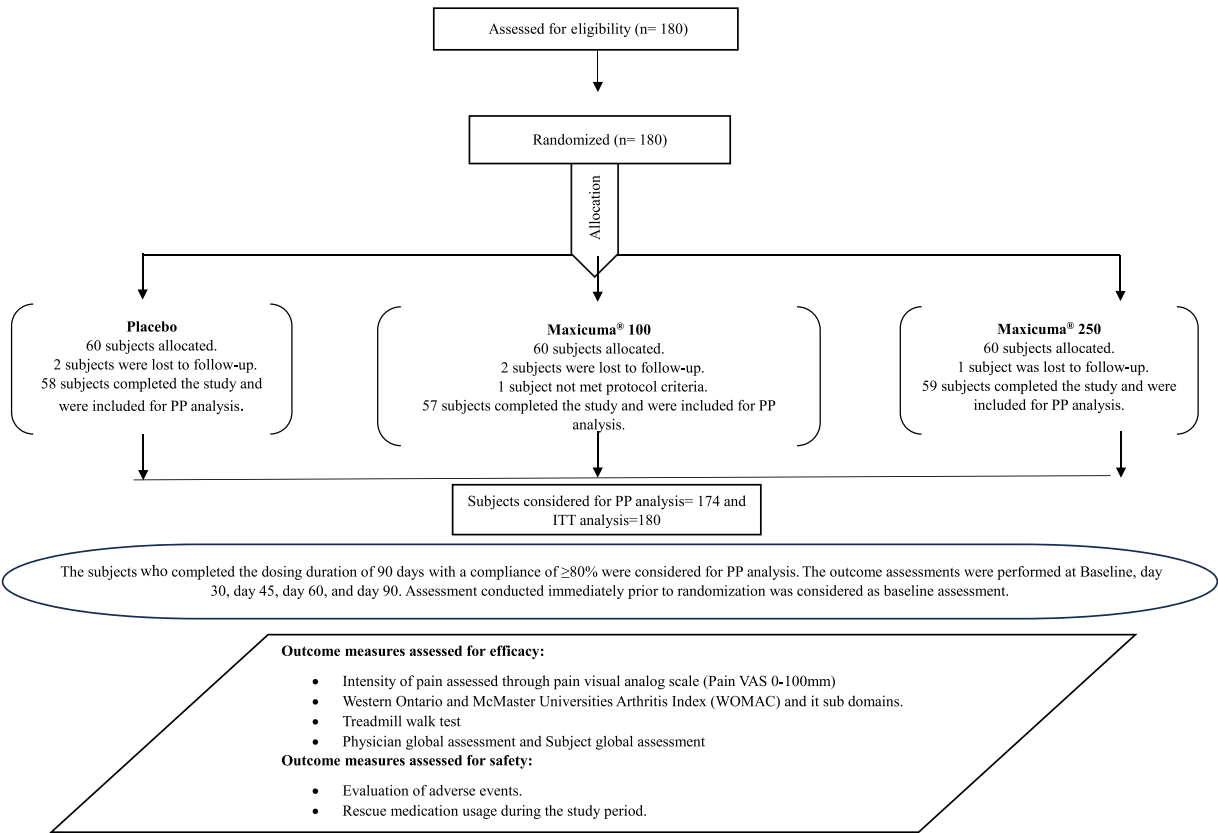 Assessed for eligibility (n= 180)
Randomized (n= 180)
Allocation
Placebo
60 subjects allocated.
2 subjects were lost to follow-up.
58 subjects completed the study and
were included for PP analysis.
Maxicuma® 100
60 subjects allocated.
2 subjects were lost to follow-up.
1 subject not met protocol criteria.
57 subjects completed the study and were included for PP
analysis.
Maxicuma® 250
60 subjects allocated.
1 subject was lost to follow-up.
59 subjects completed the study and were
included for PP analysis.
Subjects considered for PP analysis= 174 and
ITT analysis=180
The subjects who completed the dosing duration of 90 days with a compliance of ≥80% were considered for PP analysis. The outcome assessments were performed at Baseline, day
30, day 45, day 60, and day 90. Assessment conducted immediately prior to randomization was considered as baseline assessment.
Outcome measures assessed for efficacy:
• Intensity of pain assessed through pain visual analog scale (Pain VAS 0-100mm)
• Western Ontario and McMaster Universities Arthritis Index (WOMAC) and it sub domains.
• Treadmill walk test
• Physician global assessment and Subject global assessment
Outcome measures assessed for safety:
• Evaluation of adverse events.
• Rescue medication usage during the study period.